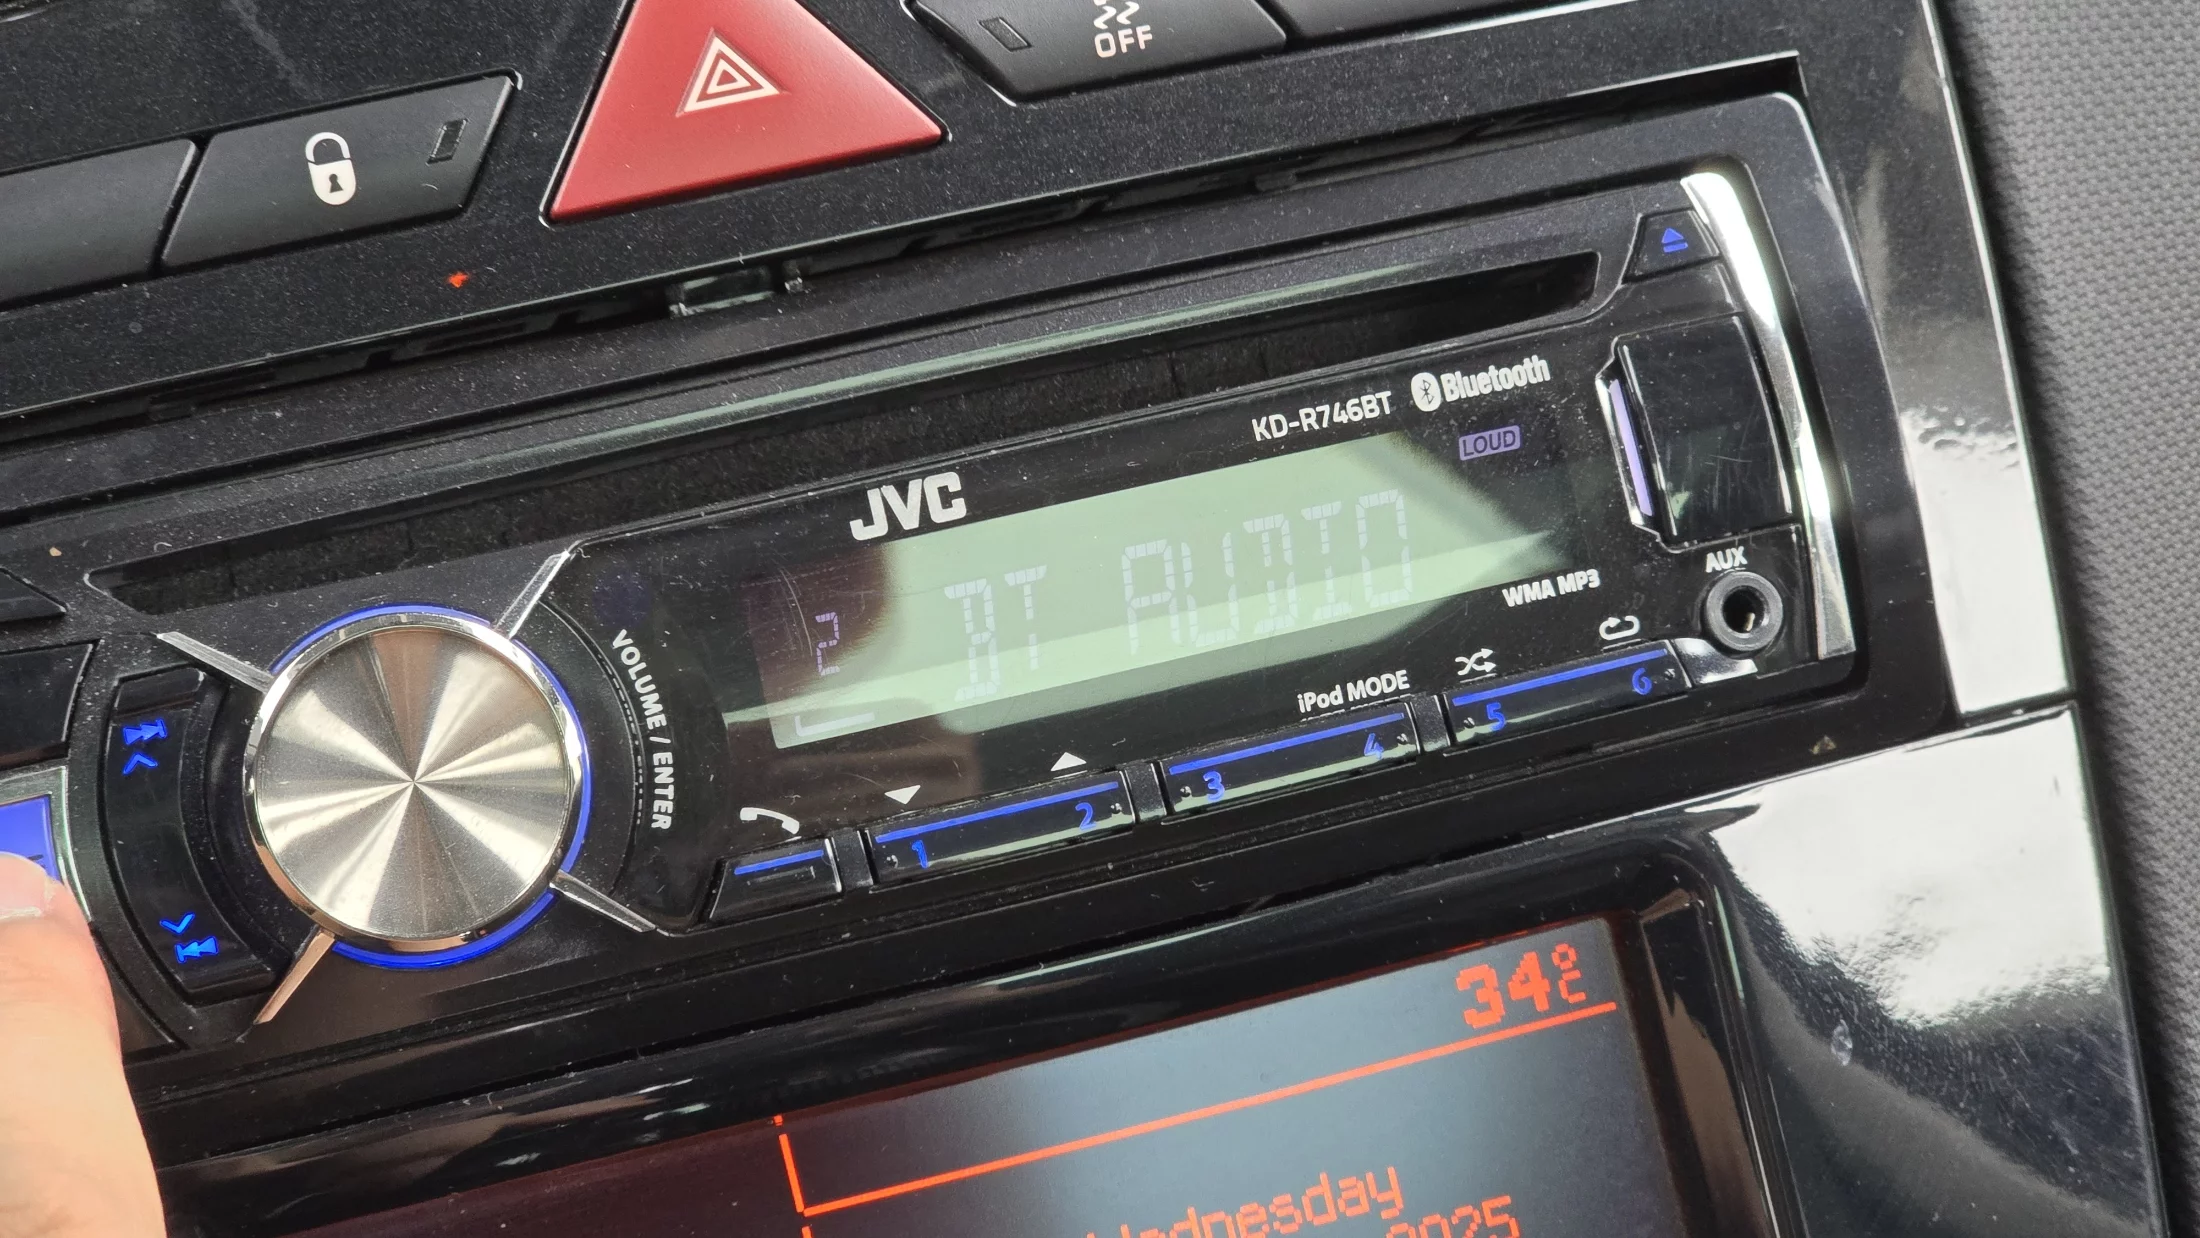 OFF
KD-R746BT Bluetooth
LOUD
JVC
2 BT AUDIO
AUX
WMA MP3
VOLUME / ENTER
iPod MODE
1 2 3 4 5 6
34°C
Wednesday
2025